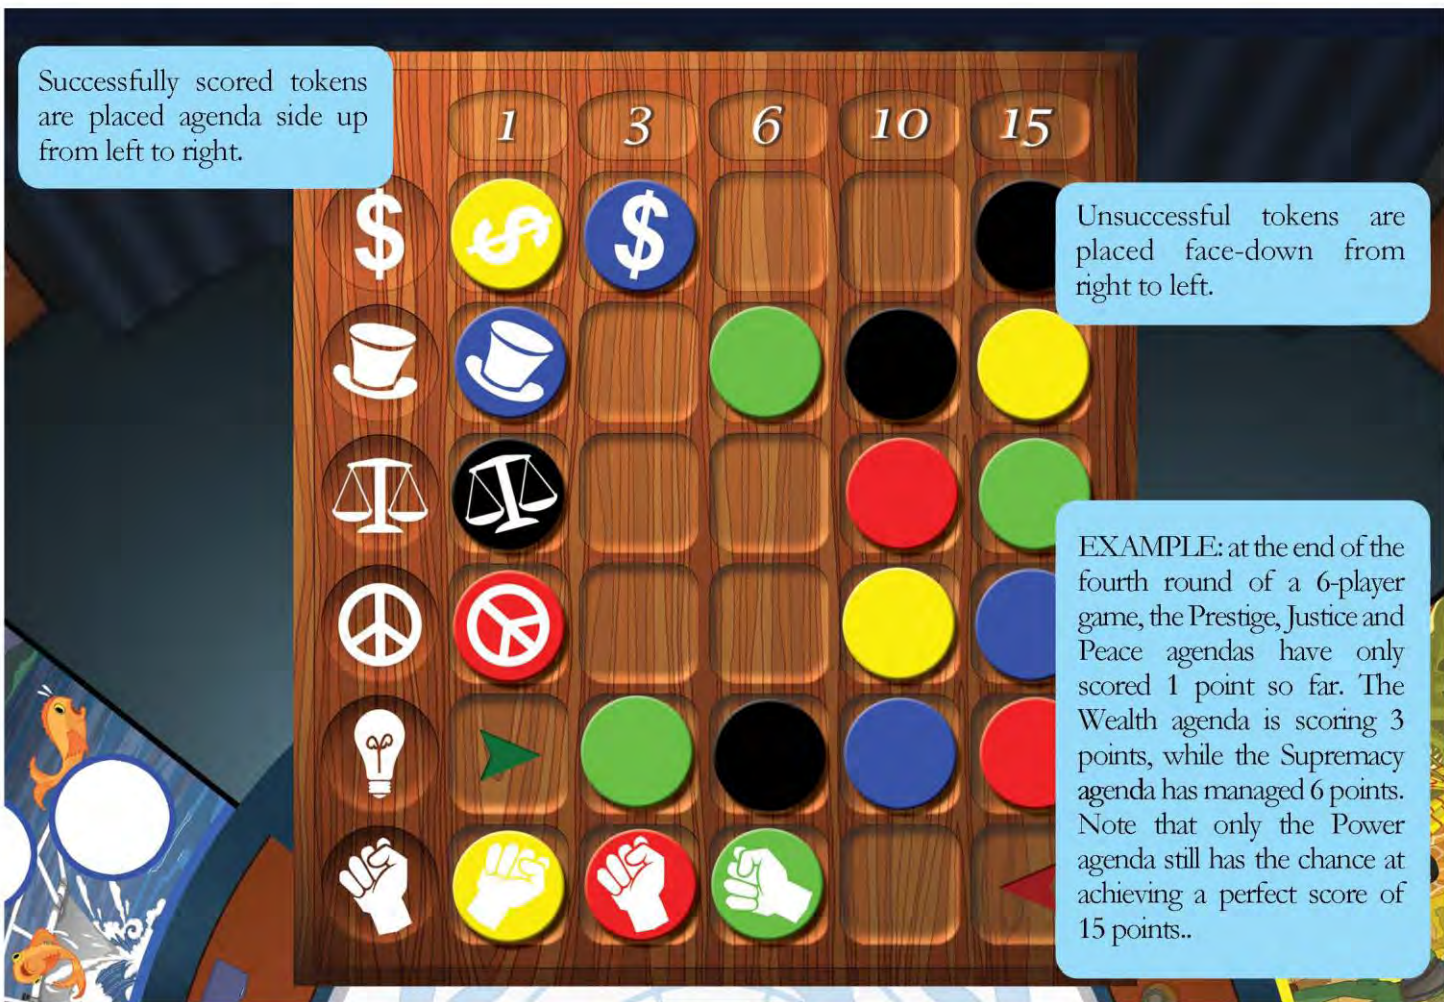 Successfully scored tokens
are placed agenda side up
from left to right.
1 3 6 10 15
$
$ $
Unsuccessful tokens are
placed face-down from
right to left.
EXAMPLE: at the end of the
fourth round of a 6-player
game, the Prestige, Justice and
Peace agendas have only
scored 1 point so far. The
Wealth agenda is scoring 3
points, while the Supremacy
agenda has managed 6 points.
Note that only the Power
agenda still has the chance at
achieving a perfect score of
15 points..